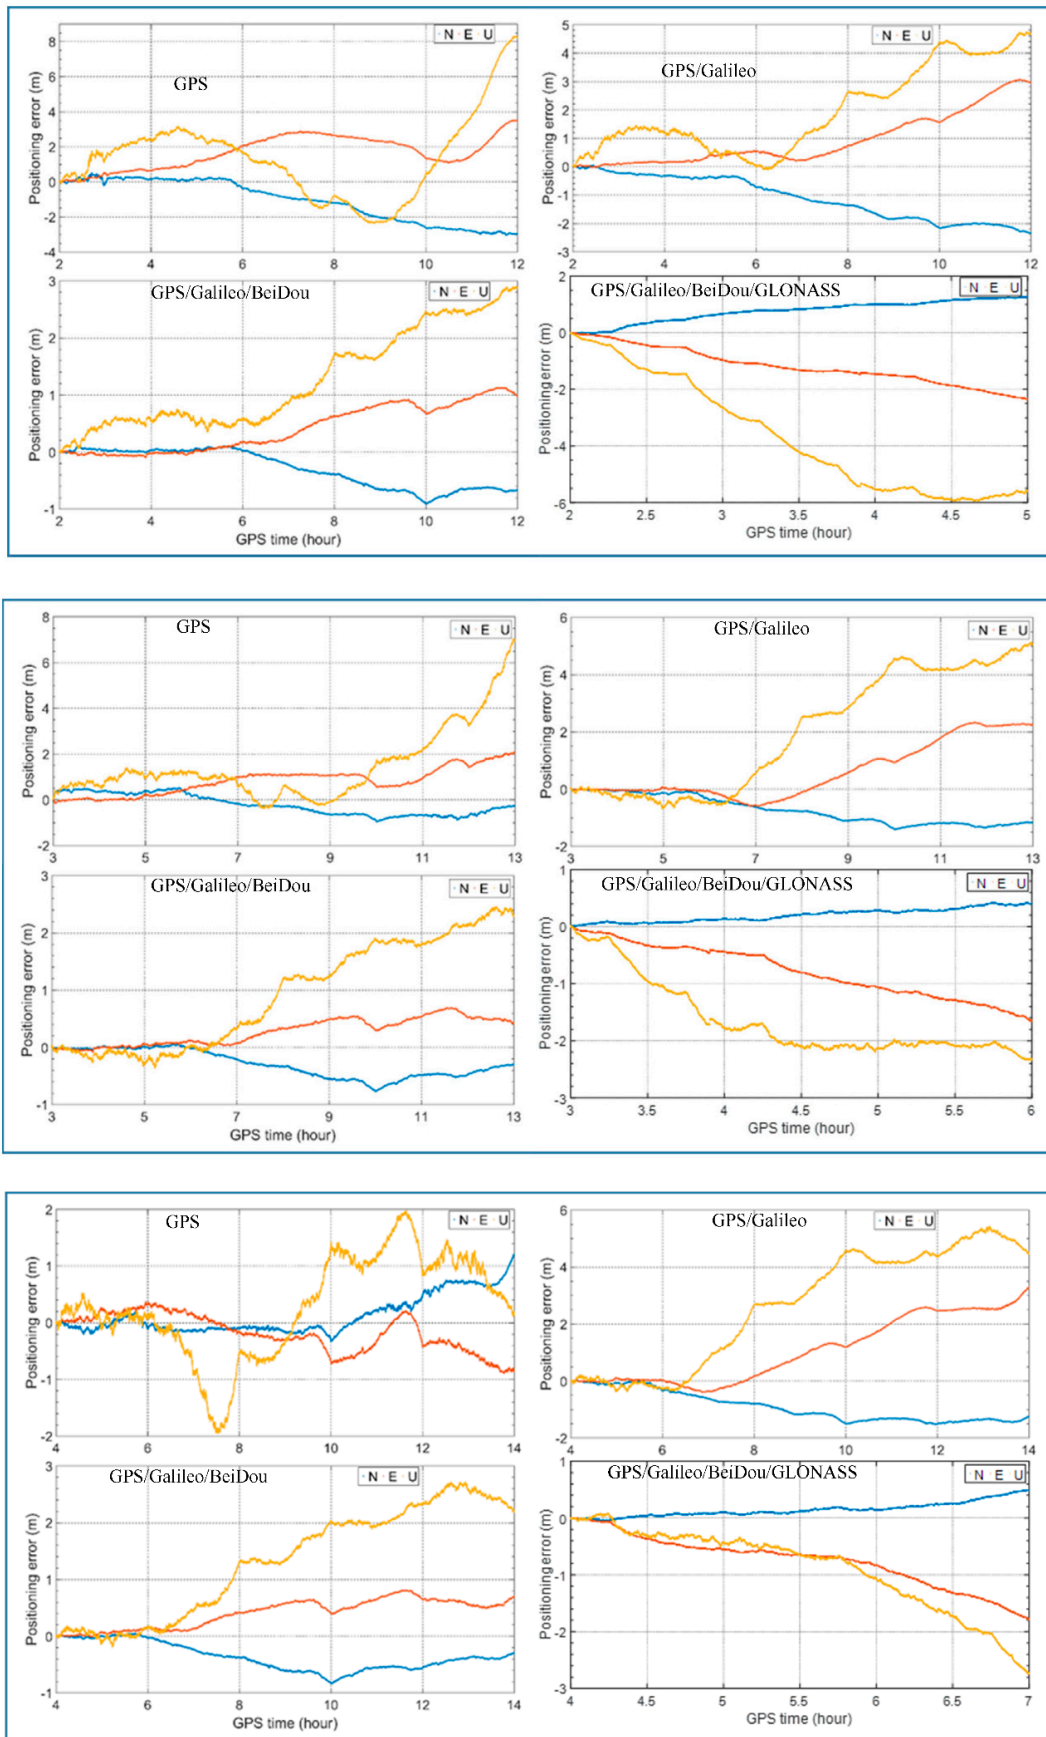 GPS
N E U
Positioning error (m)
8
6
4
2
0
-2
-4
2 4 6 8 10 12
GPS/Galileo
N E U
Positioning error (m)
5
4
3
2
1
0
-1
-2
-3
2 4 6 8 10 12
GPS/Galileo/BeiDou
N E U
Positioning error (m)
3
2
1
0
-1
2 4 6 8 10 12
GPS time (hour)
GPS/Galileo/BeiDou/GLONASS
N E U
Positioning error (m)
2
0
-2
-4
-6
2 2.5 3 3.5 4 4.5 5
GPS time (hour)
GPS
N E U
Positioning error (m)
8
6
4
2
0
-2
3 5 7 9 11 13
GPS/Galileo
N E U
Positioning error (m)
6
4
2
0
-2
3 5 7 9 11 13
GPS/Galileo/BeiDou
N E U
Positioning error (m)
3
2
1
0
-1
3 5 7 9 11 13
GPS time (hour)
GPS/Galileo/BeiDou/GLONASS
N E U
Positioning error (m)
1
0
-1
-2
-3
3 3.5 4 4.5 5 5.5 6
GPS time (hour)
GPS
N E U
Positioning error (m)
2
1
0
-1
-2
4 6 8 10 12 14
GPS/Galileo
N E U
Positioning error (m)
6
4
2
0
-2
4 6 8 10 12 14
GPS/Galileo/BeiDou
N E U
Positioning error (m)
3
2
1
0
-1
4 6 8 10 12 14
GPS time (hour)
GPS/Galileo/BeiDou/GLONASS
N E U
Positioning error (m)
1
0
-1
-2
-3
4 4.5 5 5.5 6 6.5 7
GPS time (hour)